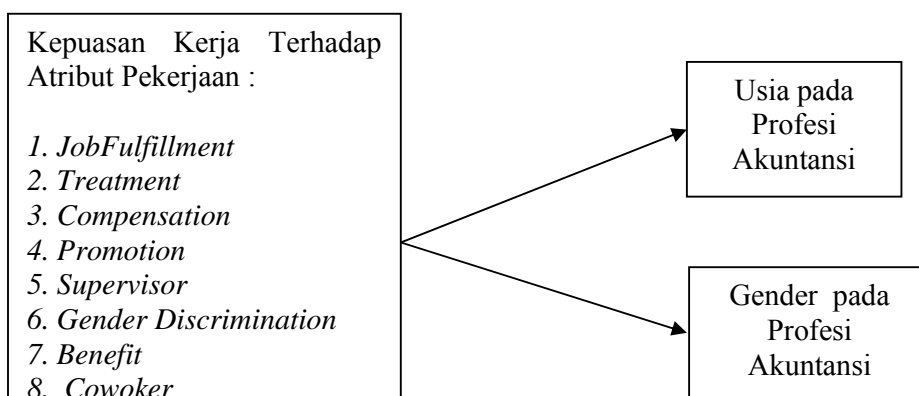 Kepuasan Kerja Terhadap
Atribut Pekerjaan :
1. JobFulfillment
2. Treatment
3. Compensation
4. Promotion
5. Supervisor
6. Gender Discrimination
7. Benefit
8. Cowoker
Usia pada
Profesi
Akuntansi
Gender pada
Profesi
Akuntansi